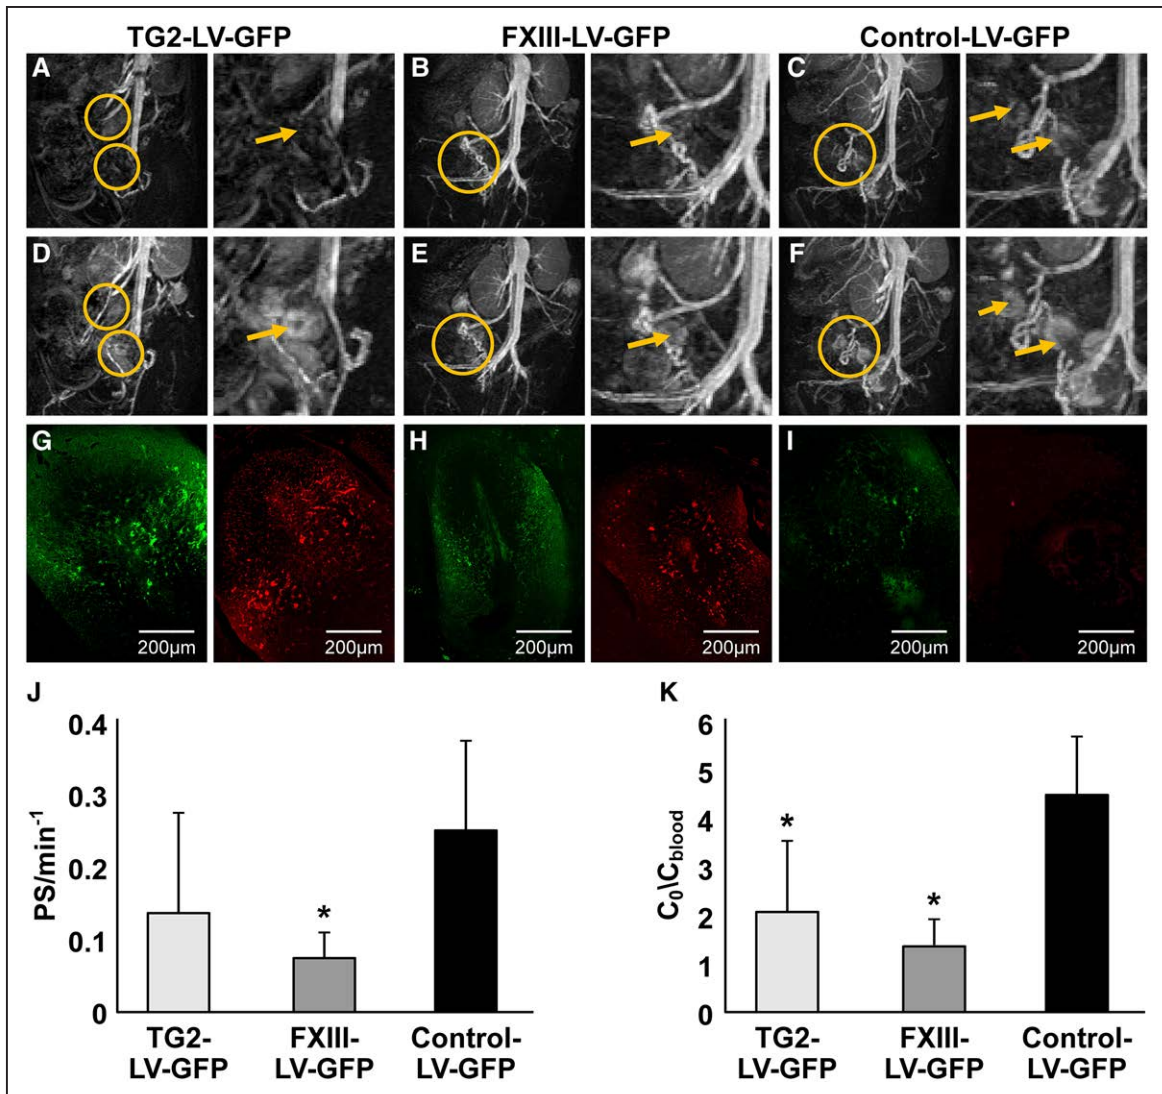 TG2-LV-GFP FXIII-LV-GFP Control-LV-GFP
A B C
D E F
G H I
200μm 200μm 200μm 200μm 200μm 200μm
J K
0.4
0.3
0.2
0.1
0
PS/min-1
*
TG2-LV-GFP
FXIII-LV-GFP
Control-LV-GFP
6
5
4
3
2
1
0
C0\Cblood
*
*
TG2-LV-GFP
FXIII-LV-GFP
Control-LV-GFP